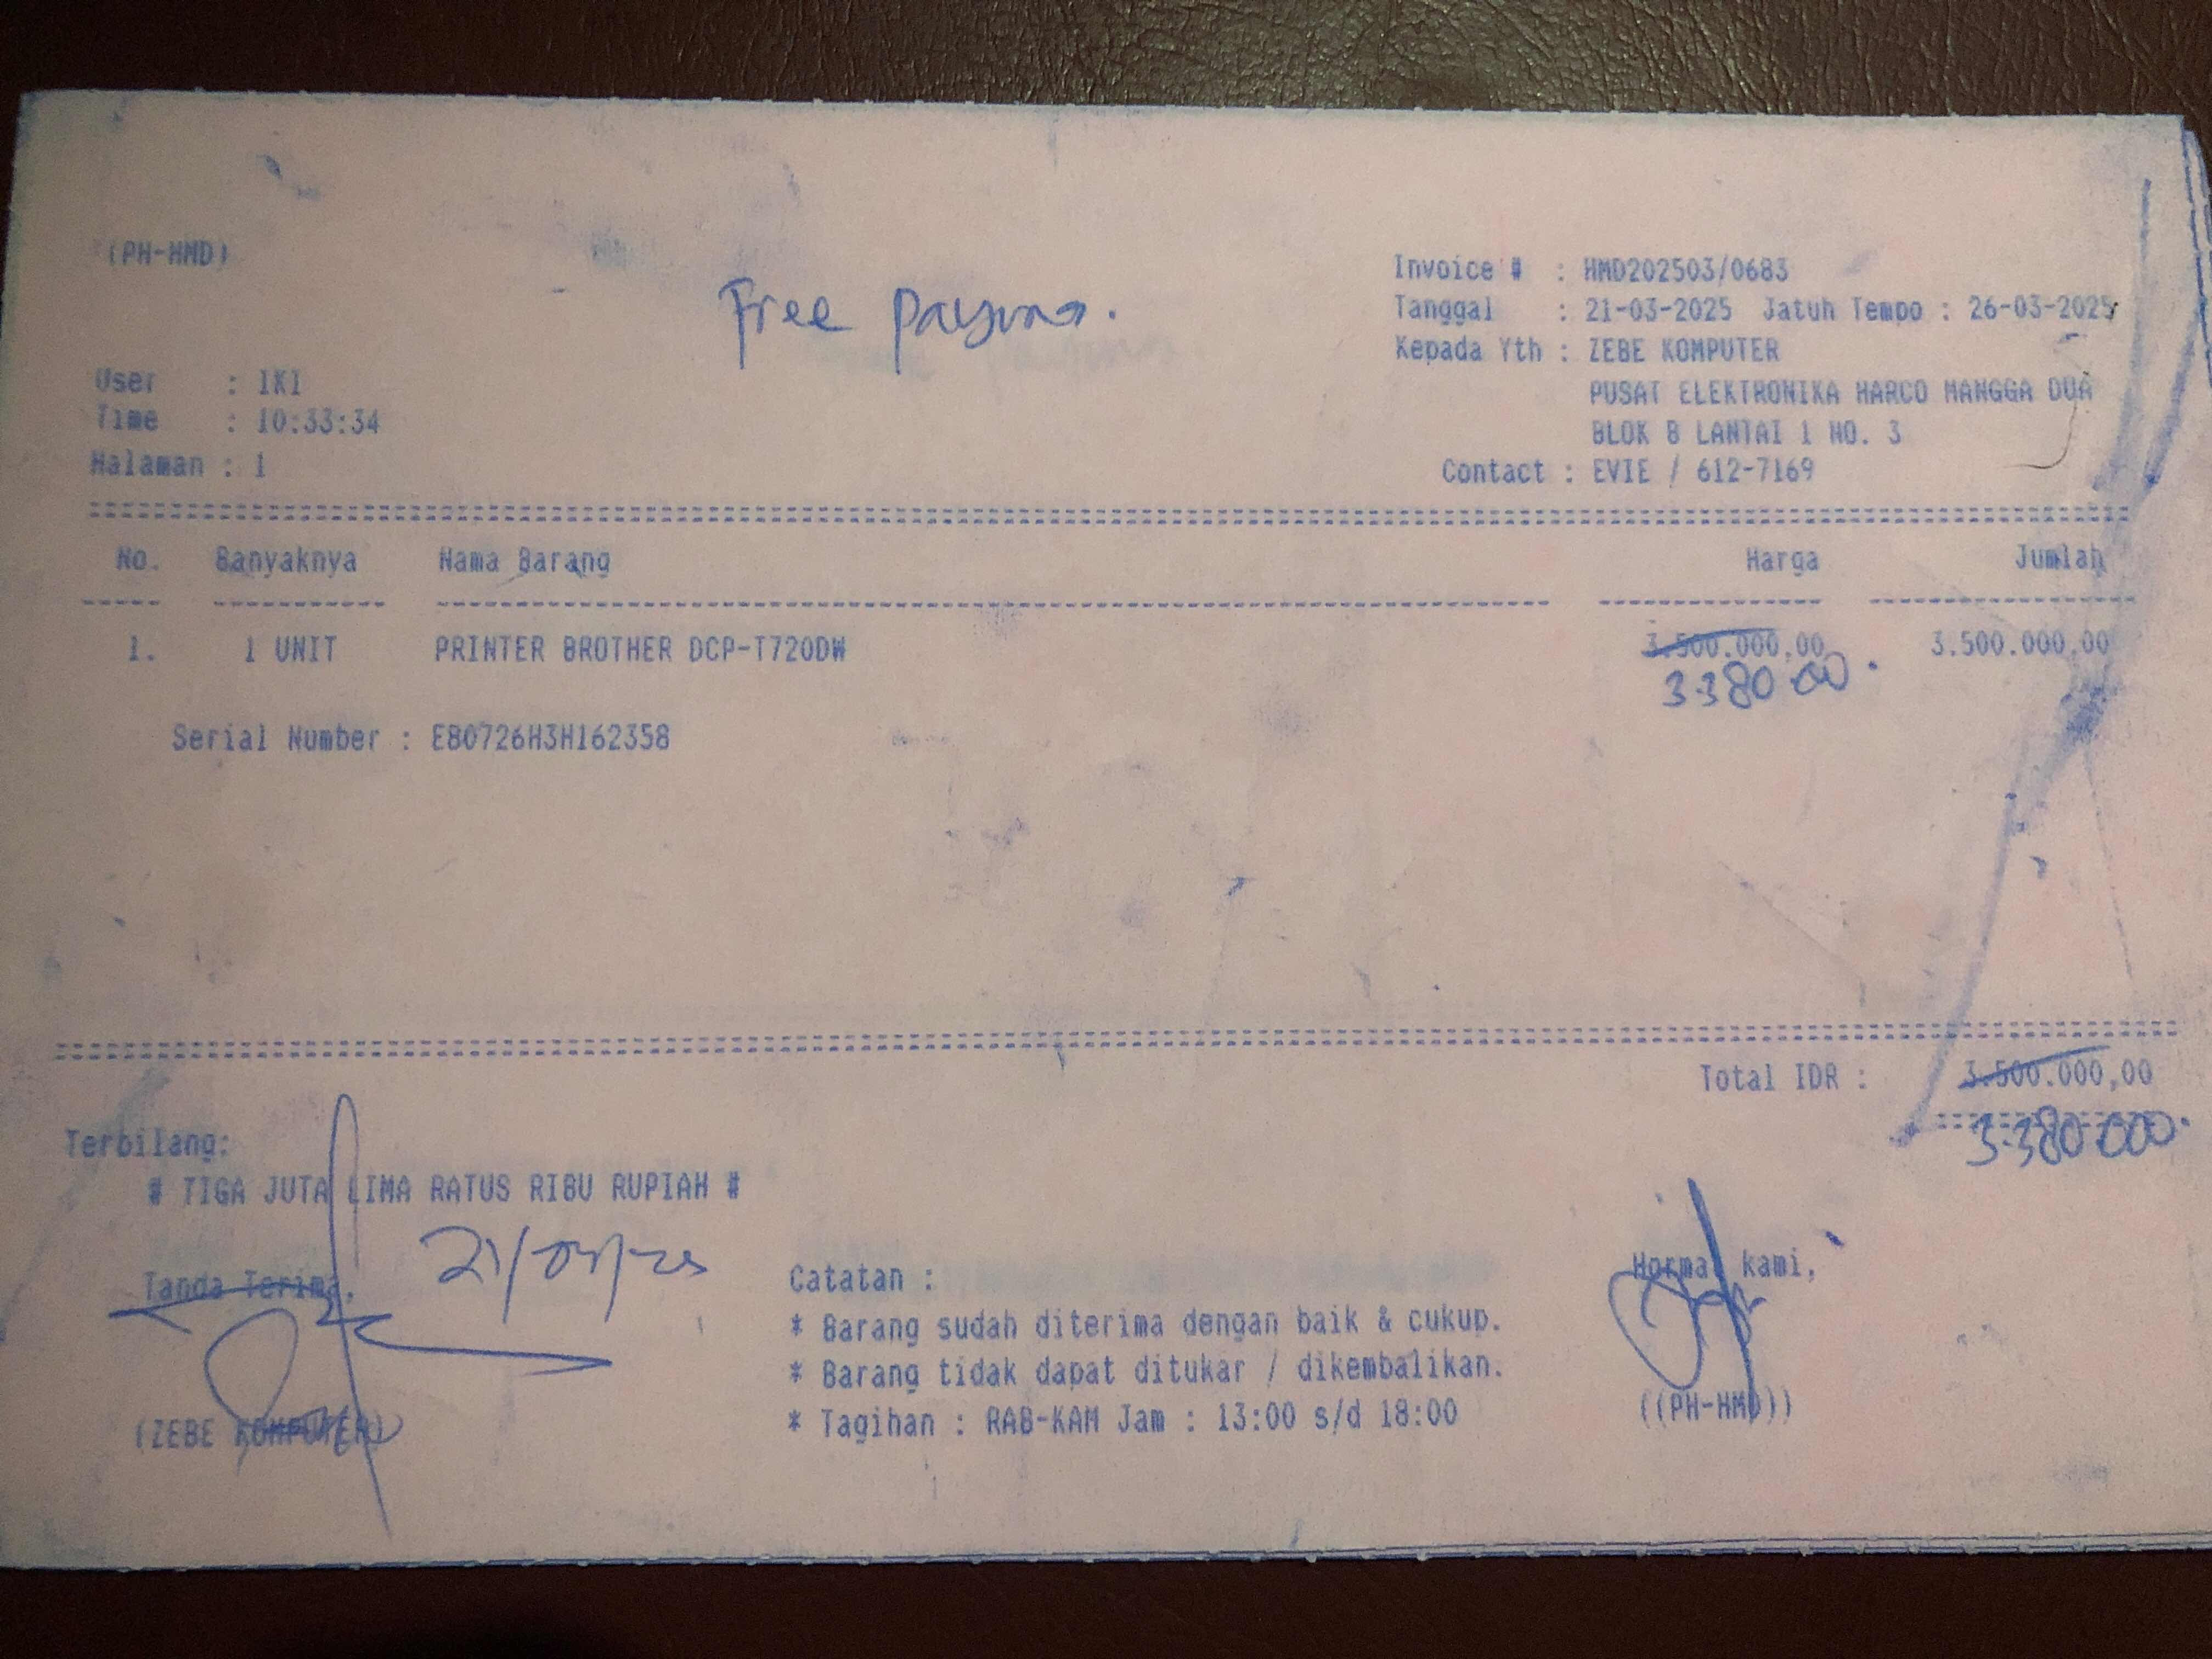 (PH-HMD)
Free payung.
Invoice # : HMD202503/0683
Tanggal : 21-03-2025 Jatuh Tempo : 26-03-2025
Kepada Yth : ZEBE KOMPUTER
PUSAT ELEKTRONIKA HARCO MANGGA DUA
BLOK B LANTAI 1 NO. 3
Contact : EVIE / 612-7169
User : IKI
Time : 10:33:34
Halaman : 1
No. Banyaknya Nama Barang Harga Jumlah
1. 1 UNIT PRINTER BROTHER DCP-T720DW 3.500.000,00 3.500.000,00
Serial Number : E80726H3H162358
Total IDR : 3.500.000,00
3.380.000.
Terbilang:
# TIGA JUTA LIMA RATUS RIBU RUPIAH #
Tanda Terima,
21/03/25
(ZEBE KOMPUTER)
Catatan :
* Barang sudah diterima dengan baik & cukup.
* Barang tidak dapat ditukar / dikembalikan.
* Tagihan : RAB-KAM Jam : 13:00 s/d 18:00
Hormat kami,
((PH-HMD))